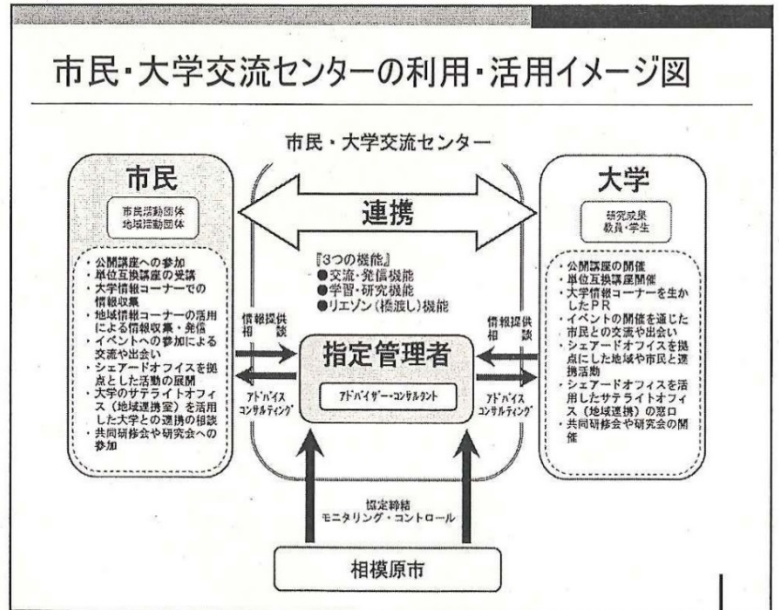 市民・大学交流センターの利用・活用イメージ図
市民・大学交流センター
市民
市民活動団体
地域活動団体
・公開講座への参加
・単位互換講座の受講
・大学情報コーナーでの
情報収集
・地域情報コーナーの活用
による情報収集・発信
・イベントへの参加による
交流や出会い
・シェアードオフイスを拠
点とした活動の展開
・大学のサテライトオフィ
ス（地域連携室）を活用
した大学との連携の相談
・共同研修会や研究会への
参加
連携
『3つの機能』
●交流・発信機能
●学習・研究機能
●リエゾン（橋渡し）機能
情報提供
相　談
情報提供
相　談
指定管理者
アドバイザー・コンサルタント
アドバイス
コンサルティング
アドバイス
コンサルティング
大学
研究成果
教員・学生
・公開講座の開催
・単位互換講座開催
・大学情報コーナーを生か
したＰＲ
・イベントの開催を通じた
市民との交流や出会い
・シェアードオフイスを拠
点にした地域や市民と連
携活動
・シェアードオフィスを活
用したサテライトオフィ
ス（地域連携）の窓口
・共同研修会や研究会の開
催
協定締結
モニタリング・コントロール
相模原市